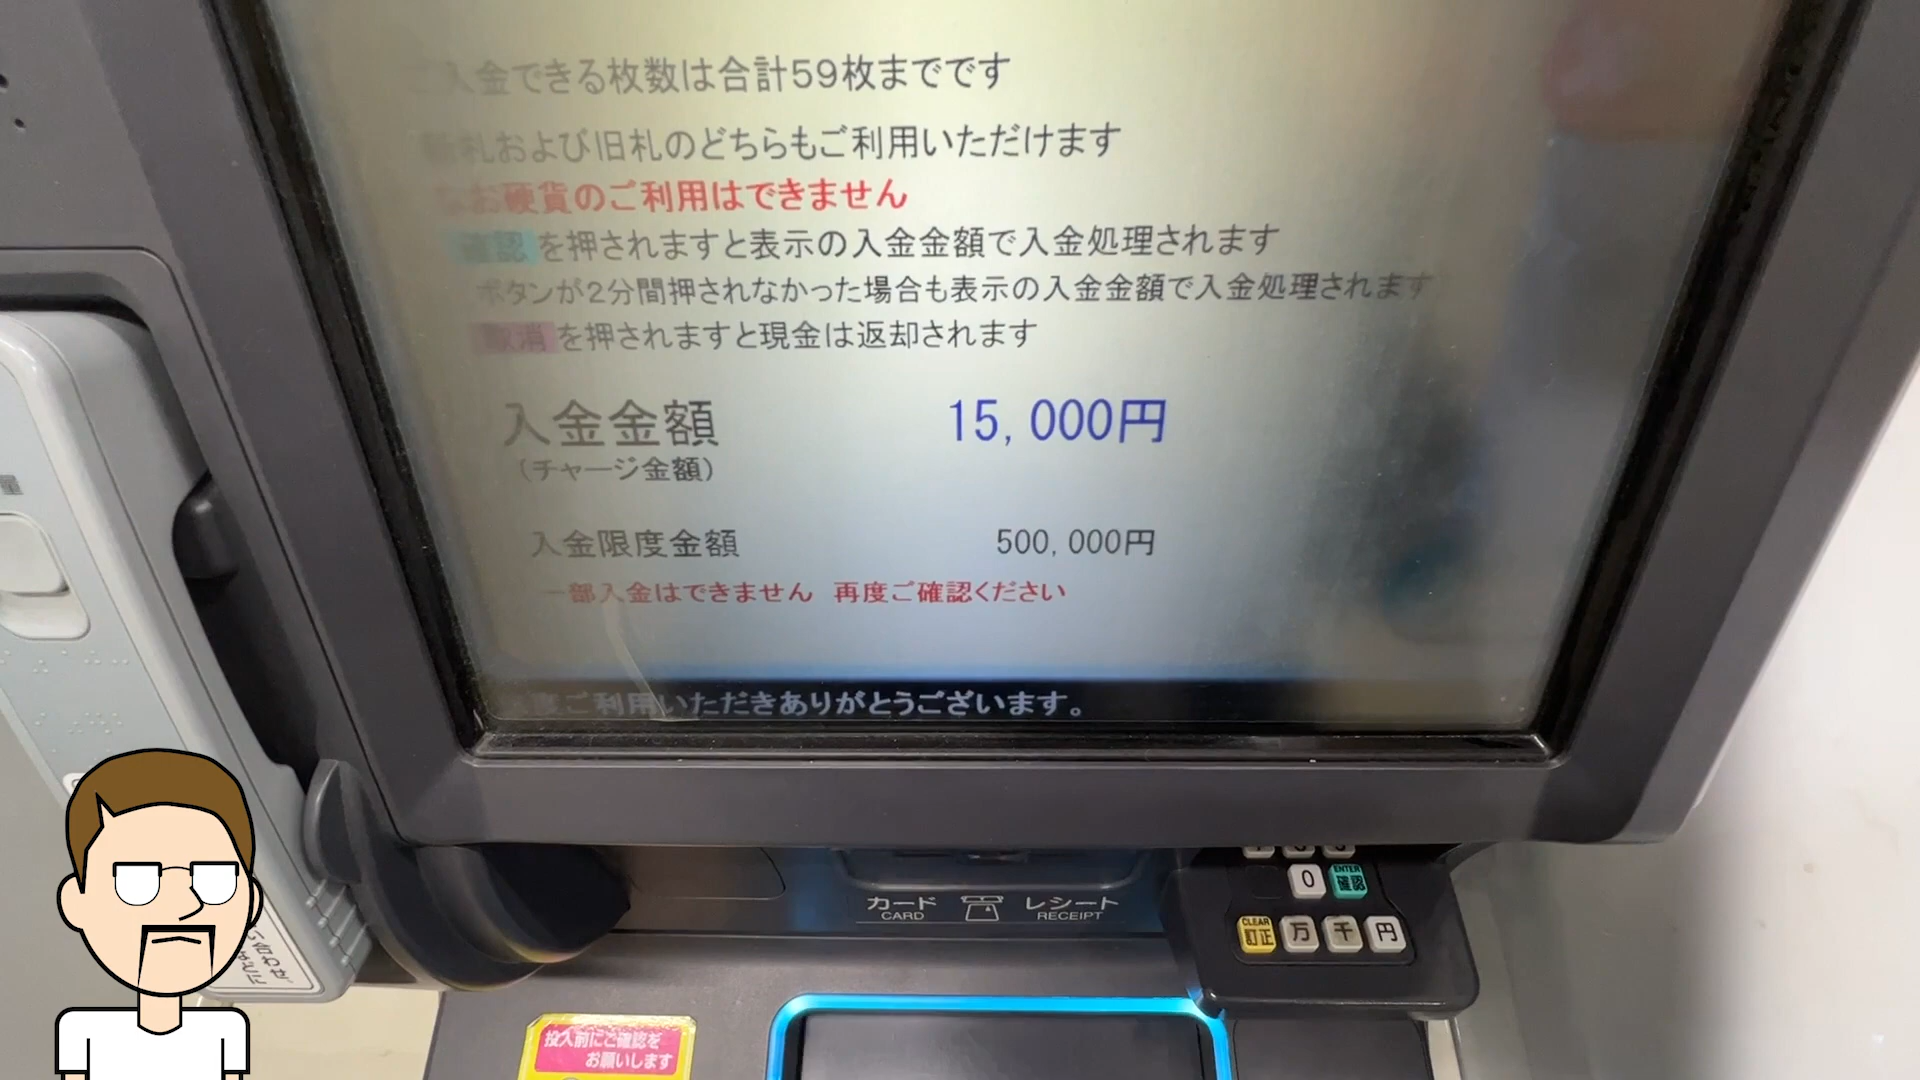 入金できる枚数は合計59枚までです
札および旧札のどちらもご利用いただけます
なお硬貨のご利用はできません
確認を押されますと表示の入金金額で入金処理されます
ボタンが2分間押されなかった場合も表示の入金金額で入金処理されます
取消を押されますと現金は返却されます
入金金額 15,000円
(チャージ金額)
入金限度金額 500,000円
一部入金はできません 再度ご確認ください
ご利用いただきありがとうございます。
量
カード レシート
CARD RECEIPT
0 ENTER 確認
CLEAR 訂正 万 千 円
投入前にご確認を
お願いします